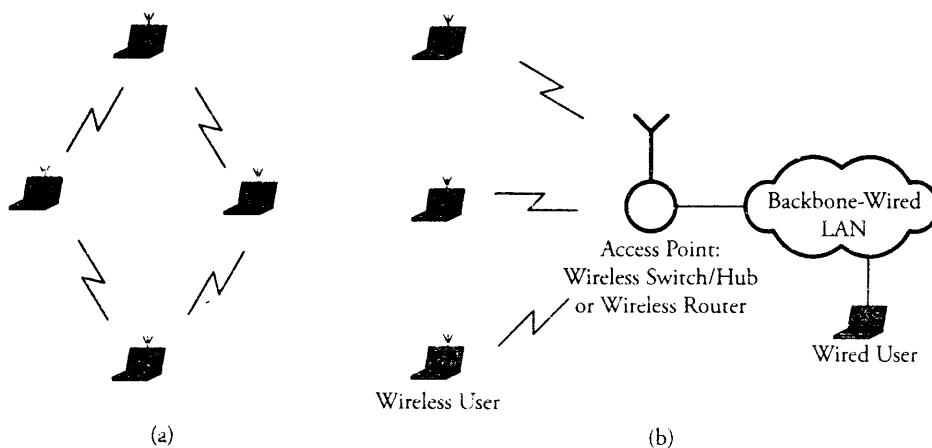 Backbone-Wired
LAN
Access Point:
Wireless Switch/Hub
or Wireless Router
Wired User
Wireless User
(a)
(b)